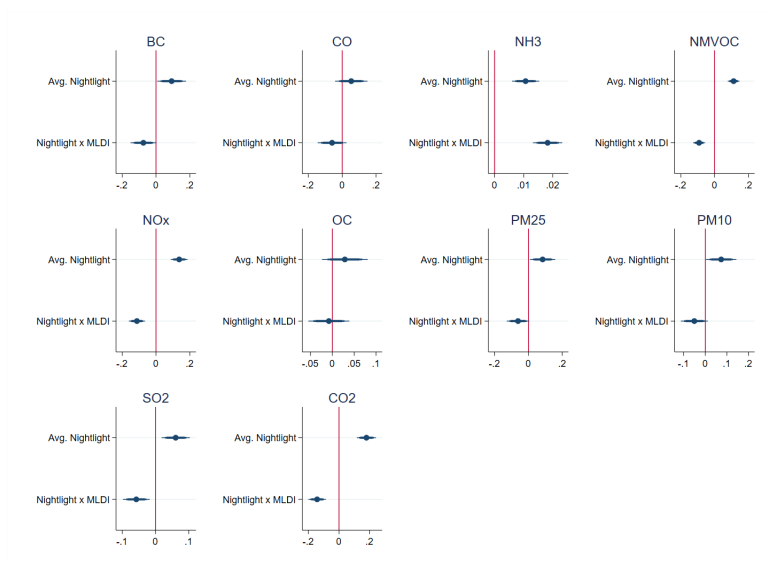 BC
Avg. Nightlight
Nightlight x MLDI
-.2 0 .2
CO
Avg. Nightlight
Nightlight x MLDI
-.2 0 .2
NH3
Avg. Nightlight
Nightlight x MLDI
0 .01 .02
NMVOC
Avg. Nightlight
Nightlight x MLDI
-.2 0 .2
NOx
Avg. Nightlight
Nightlight x MLDI
-.2 0 .2
OC
Avg. Nightlight
Nightlight x MLDI
-.05 0 .05 .1
PM25
Avg. Nightlight
Nightlight x MLDI
-.2 0 .2
PM10
Avg. Nightlight
Nightlight x MLDI
-.1 0 .1 .2
SO2
Avg. Nightlight
Nightlight x MLDI
-.1 0 .1
CO2
Avg. Nightlight
Nightlight x MLDI
-.2 0 .2